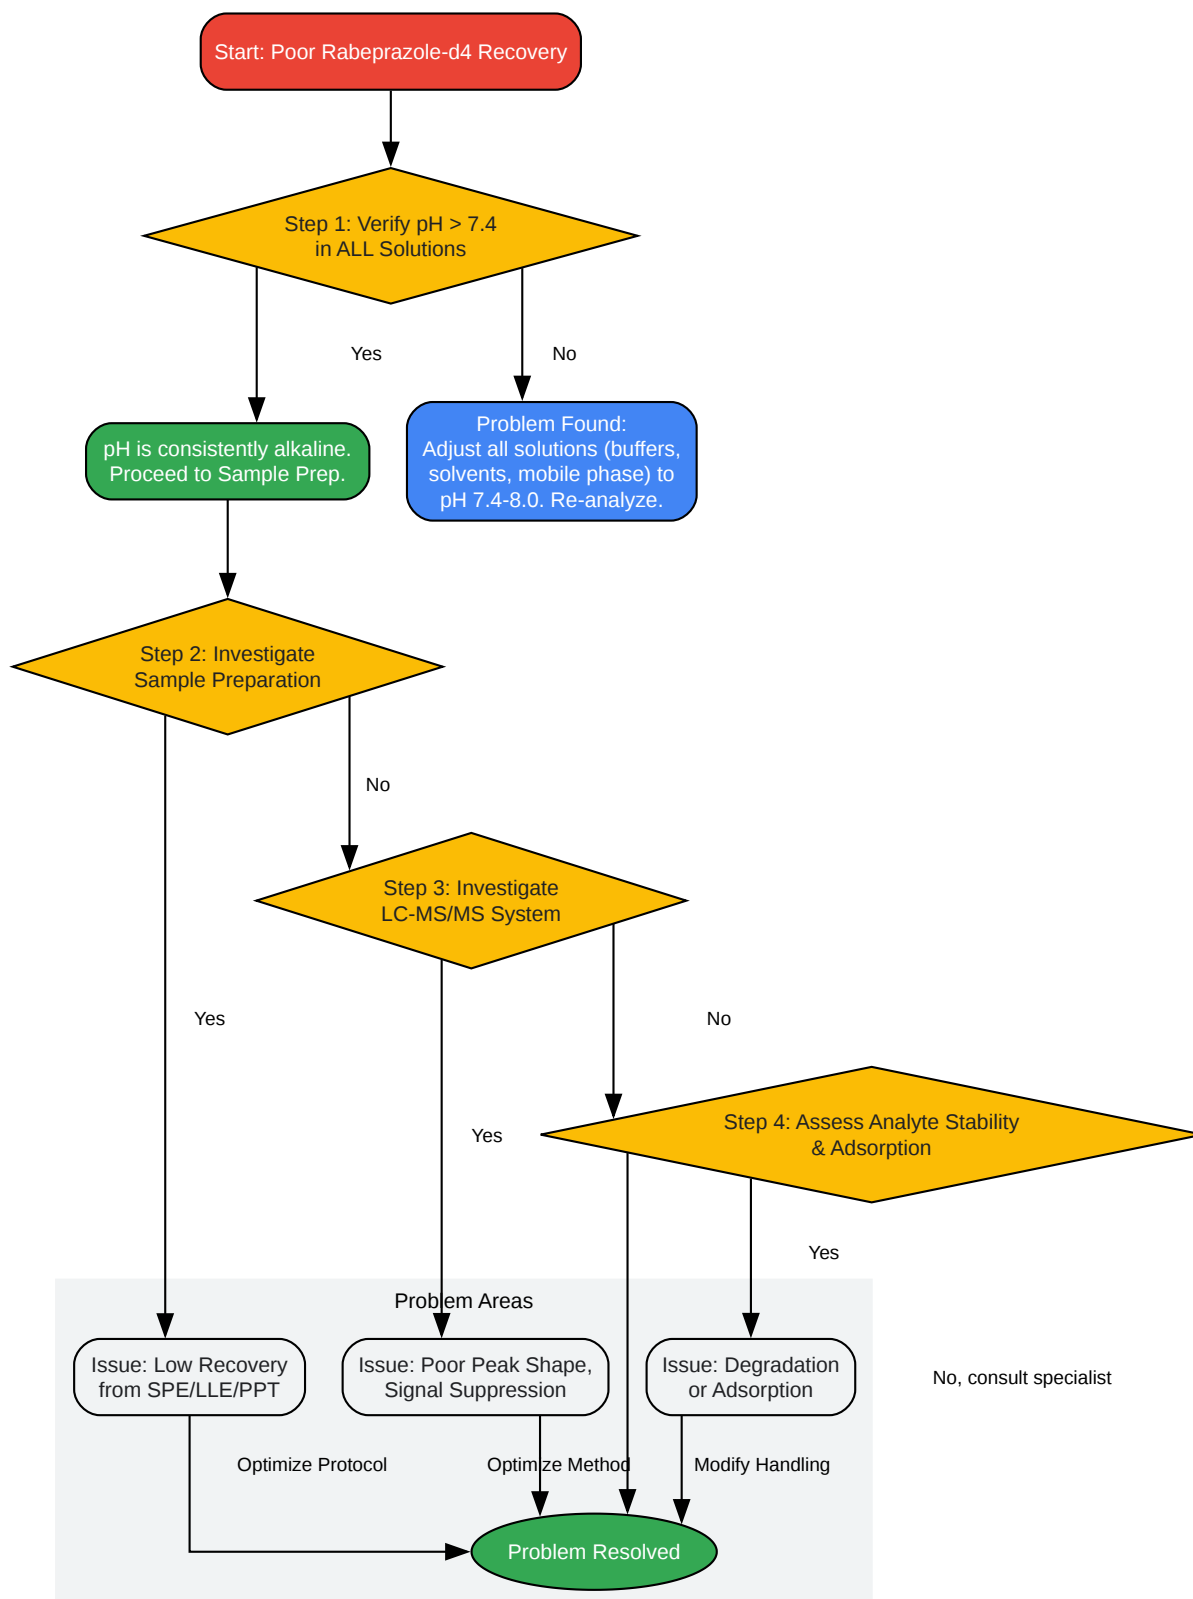 Start: Poor Rabeprazole-d4 Recovery
Step 1: Verify pH > 7.4
in ALL Solutions
Yes
No
pH is consistently alkaline.
Proceed to Sample Prep.
Problem Found:
Adjust all solutions (buffers,
solvents, mobile phase) to
pH 7.4-8.0. Re-analyze.
Step 2: Investigate
Sample Preparation
No
Step 3: Investigate
LC-MS/MS System
Yes
No
Step 4: Assess Analyte Stability
& Adsorption
Yes
Yes
Problem Areas
Issue: Low Recovery
from SPE/LLE/PPT
Issue: Poor Peak Shape,
Signal Suppression
Issue: Degradation
or Adsorption
No, consult specialist
Optimize Protocol
Optimize Method
Modify Handling
Problem Resolved